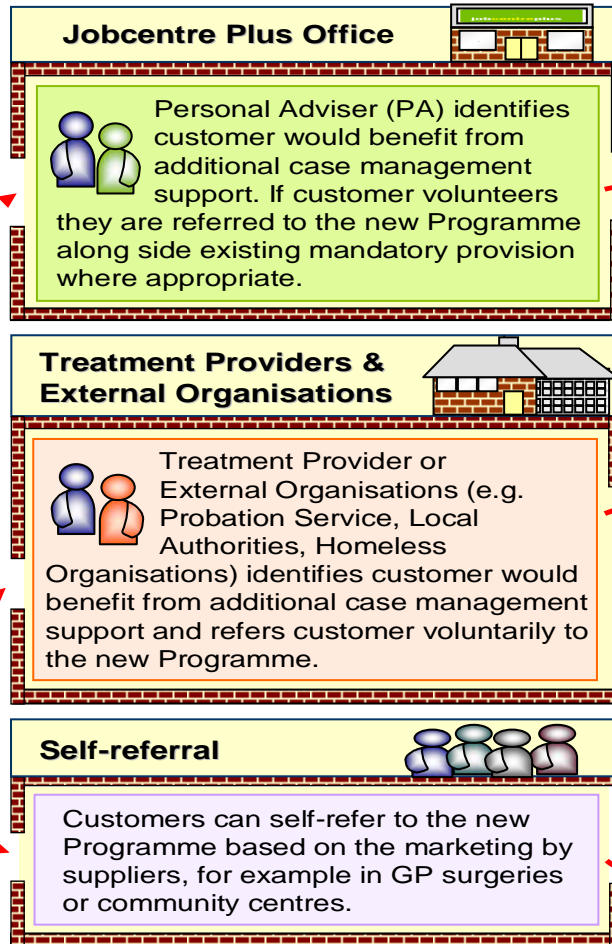 jobcentreplus
Jobcentre Plus Office
Personal Adviser (PA) identifies
customer would benefit from
additional case management
support. If customer volunteers
they are referred to the new Programme
along side existing mandatory provision
where appropriate.
Treatment Providers &
External Organisations
Treatment Provider or
External Organisations (e.g.
Probation Service, Local
Authorities, Homeless
Organisations) identifies customer would
benefit from additional case management
support and refers customer voluntarily to
the new Programme.
Self-referral
Customers can self-refer to the new
Programme based on the marketing by
suppliers, for example in GP surgeries
or community centres.